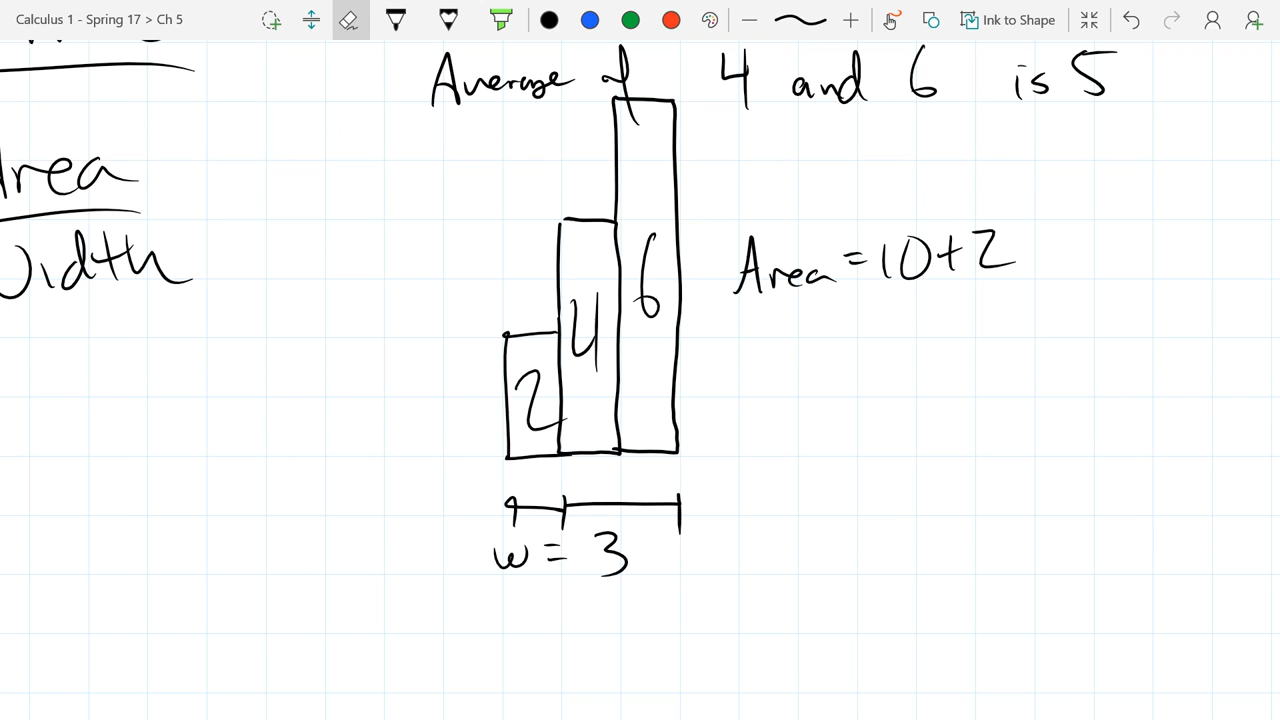 Calculus 1 - Spring 17 > Ch 5
Ink to Shape
Average of 4 and 6 is 5
rea
Width
Area = 10+2
2 4 6
w = 3